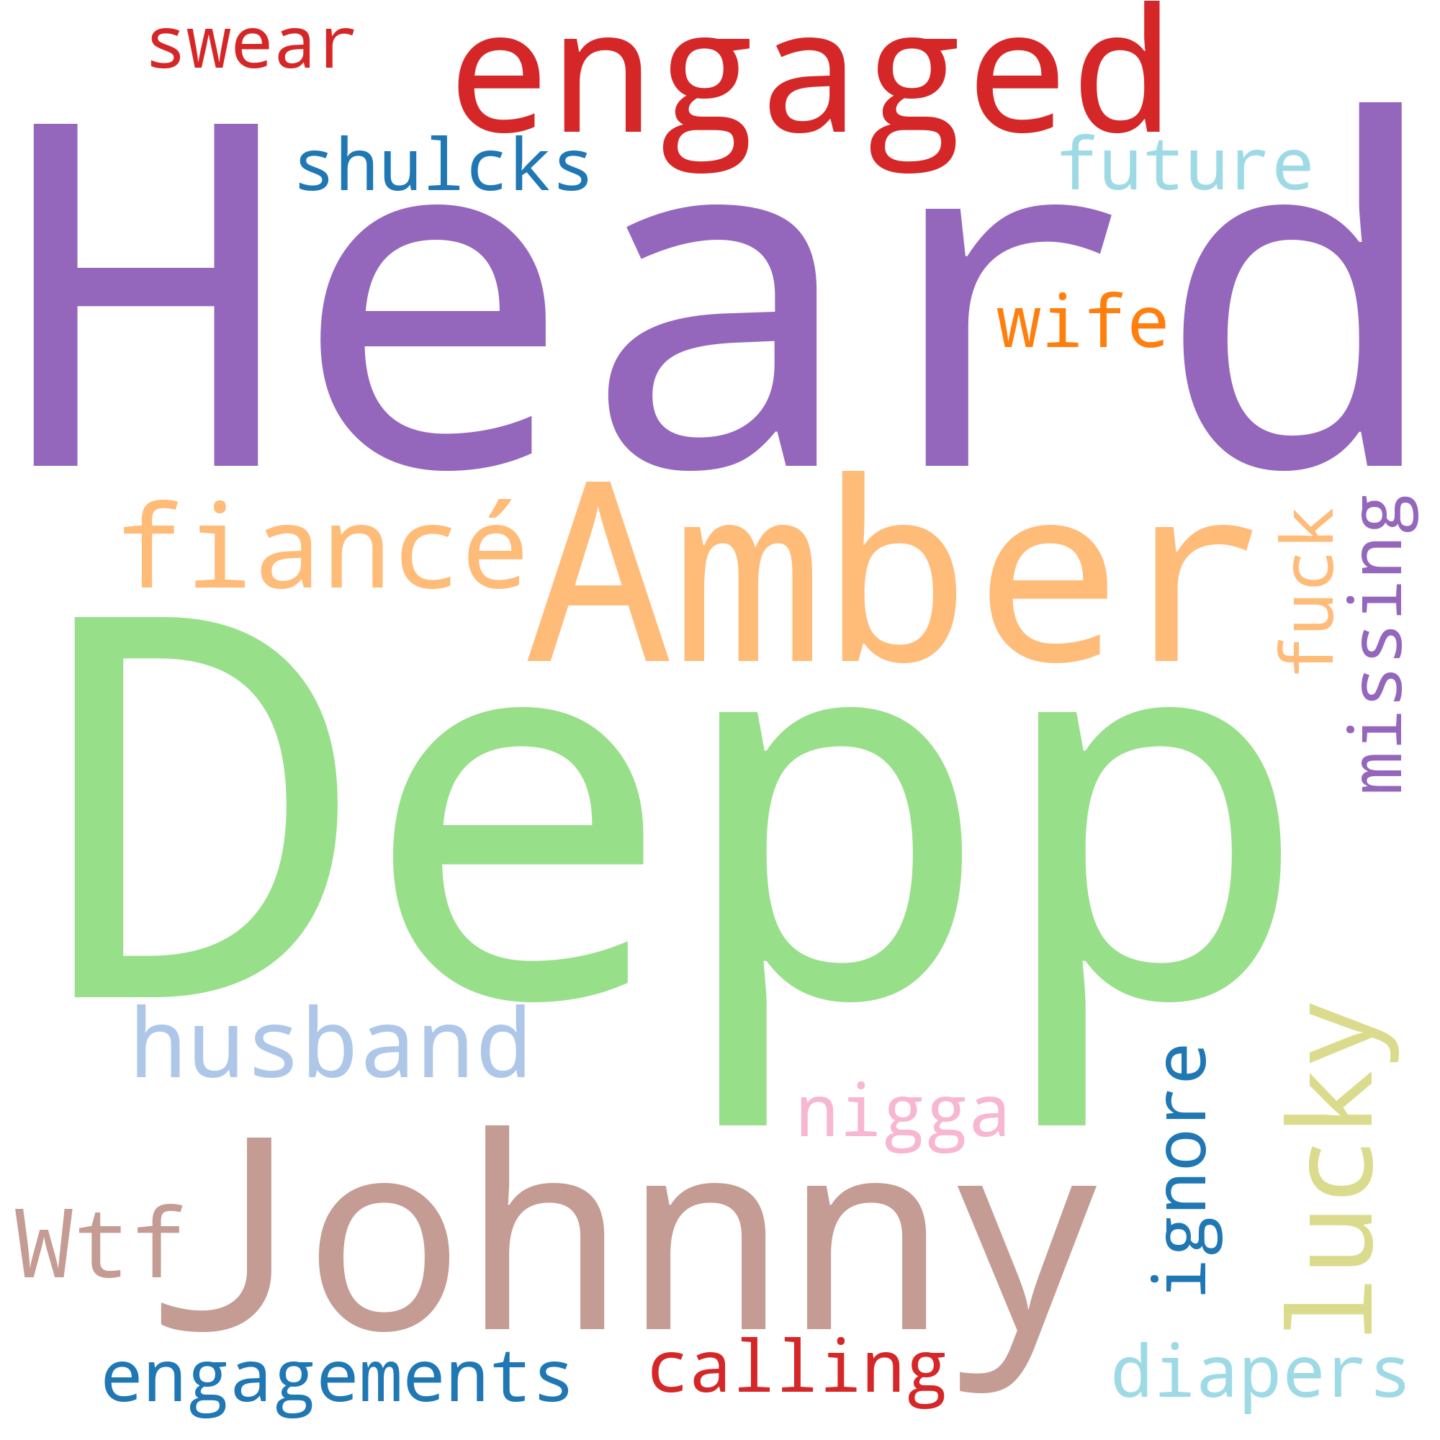 swear
engaged
shulcks
future
Heard
wife
fiancé
Amber
fuck
missing
Depp
husband
nigga
ignore
lucky
Johnny
Wtf
engagements
calling
diapers